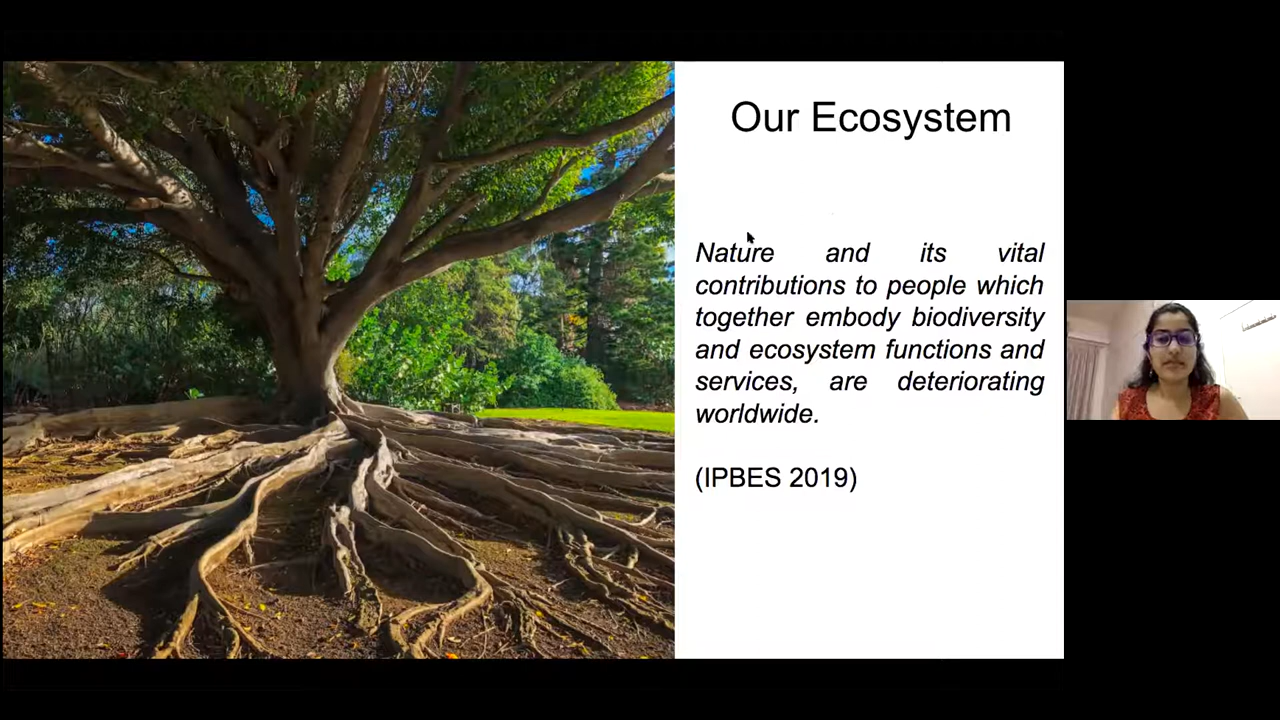 Our Ecosystem
Nature and its vital
contributions to people which
together embody biodiversity
and ecosystem functions and
services, are deteriorating
worldwide.
(IPBES 2019)